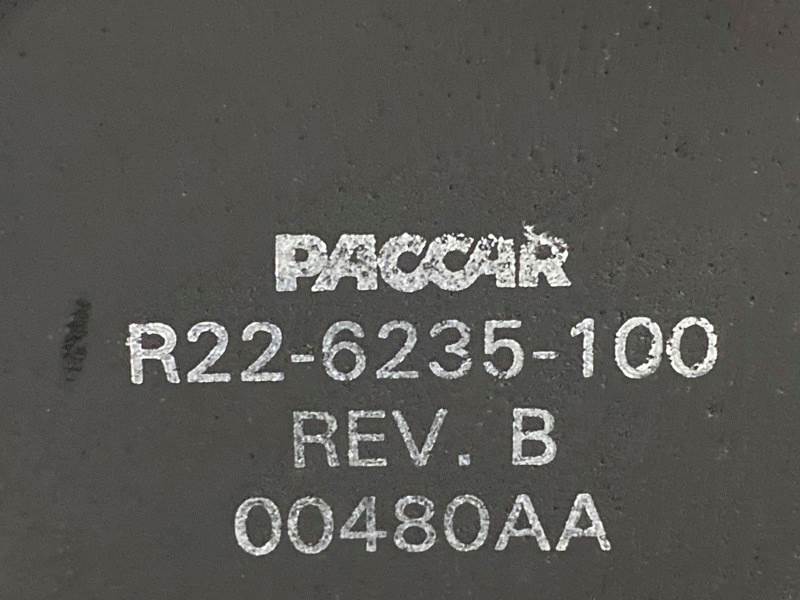 PACCAR
R22-6235-100
REV. B
00480AA